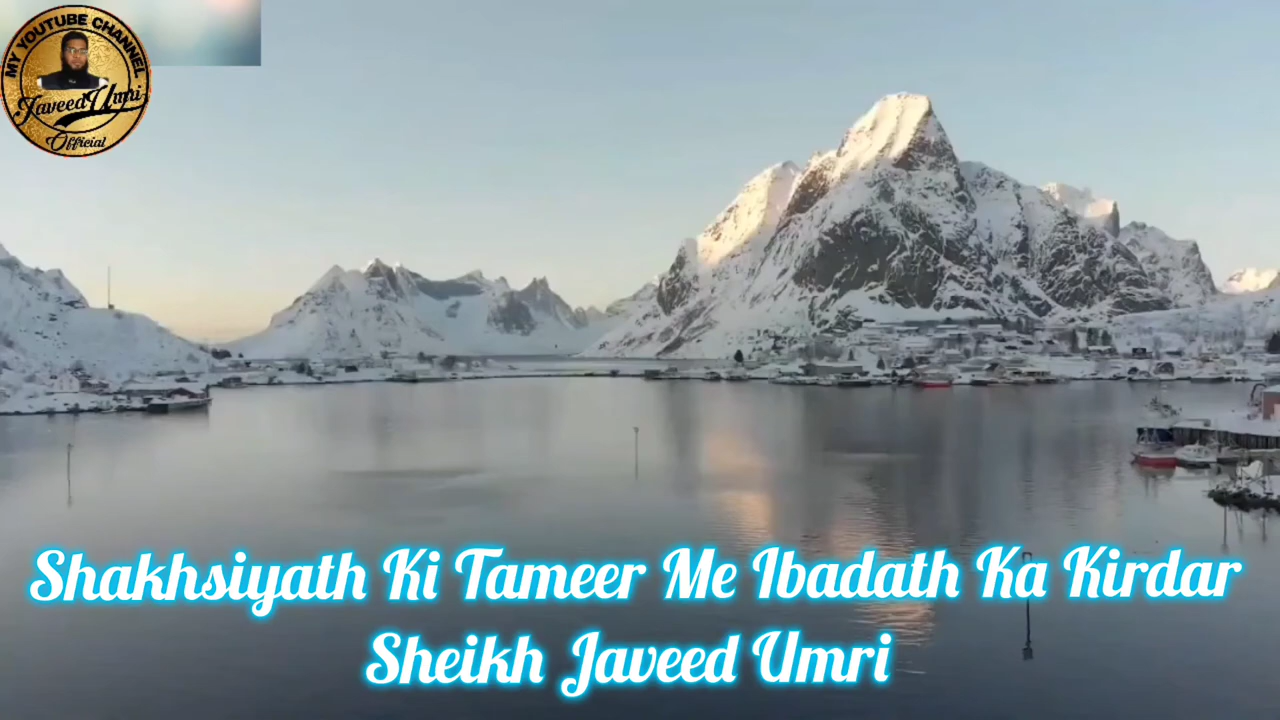 MY YOUTUBE CHANNEL
Javeed Umri
Official
Shakhsiyath Ki Tameer Me Ibadath Ka Kirdar
Sheikh Javeed Umri